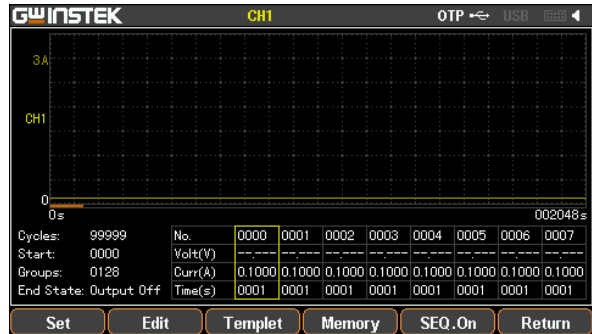 GWINSTEK CH1 OTP USB
3A
CH1
0
0s 002048s
Cycles: 99999 No. 0000 0001 0002 0003 0004 0005 0006 0007
Start: 0000 Volt(V) --.--- --.--- --.--- --.--- --.--- --.--- --.--- --.---
Groups: 0128 Curr(A) 0.1000 0.1000 0.1000 0.1000 0.1000 0.1000 0.1000 0.1000
End State: Output Off Time(s) 0001 0001 0001 0001 0001 0001 0001 0001
Set Edit Templet Memory SEQ.On Return